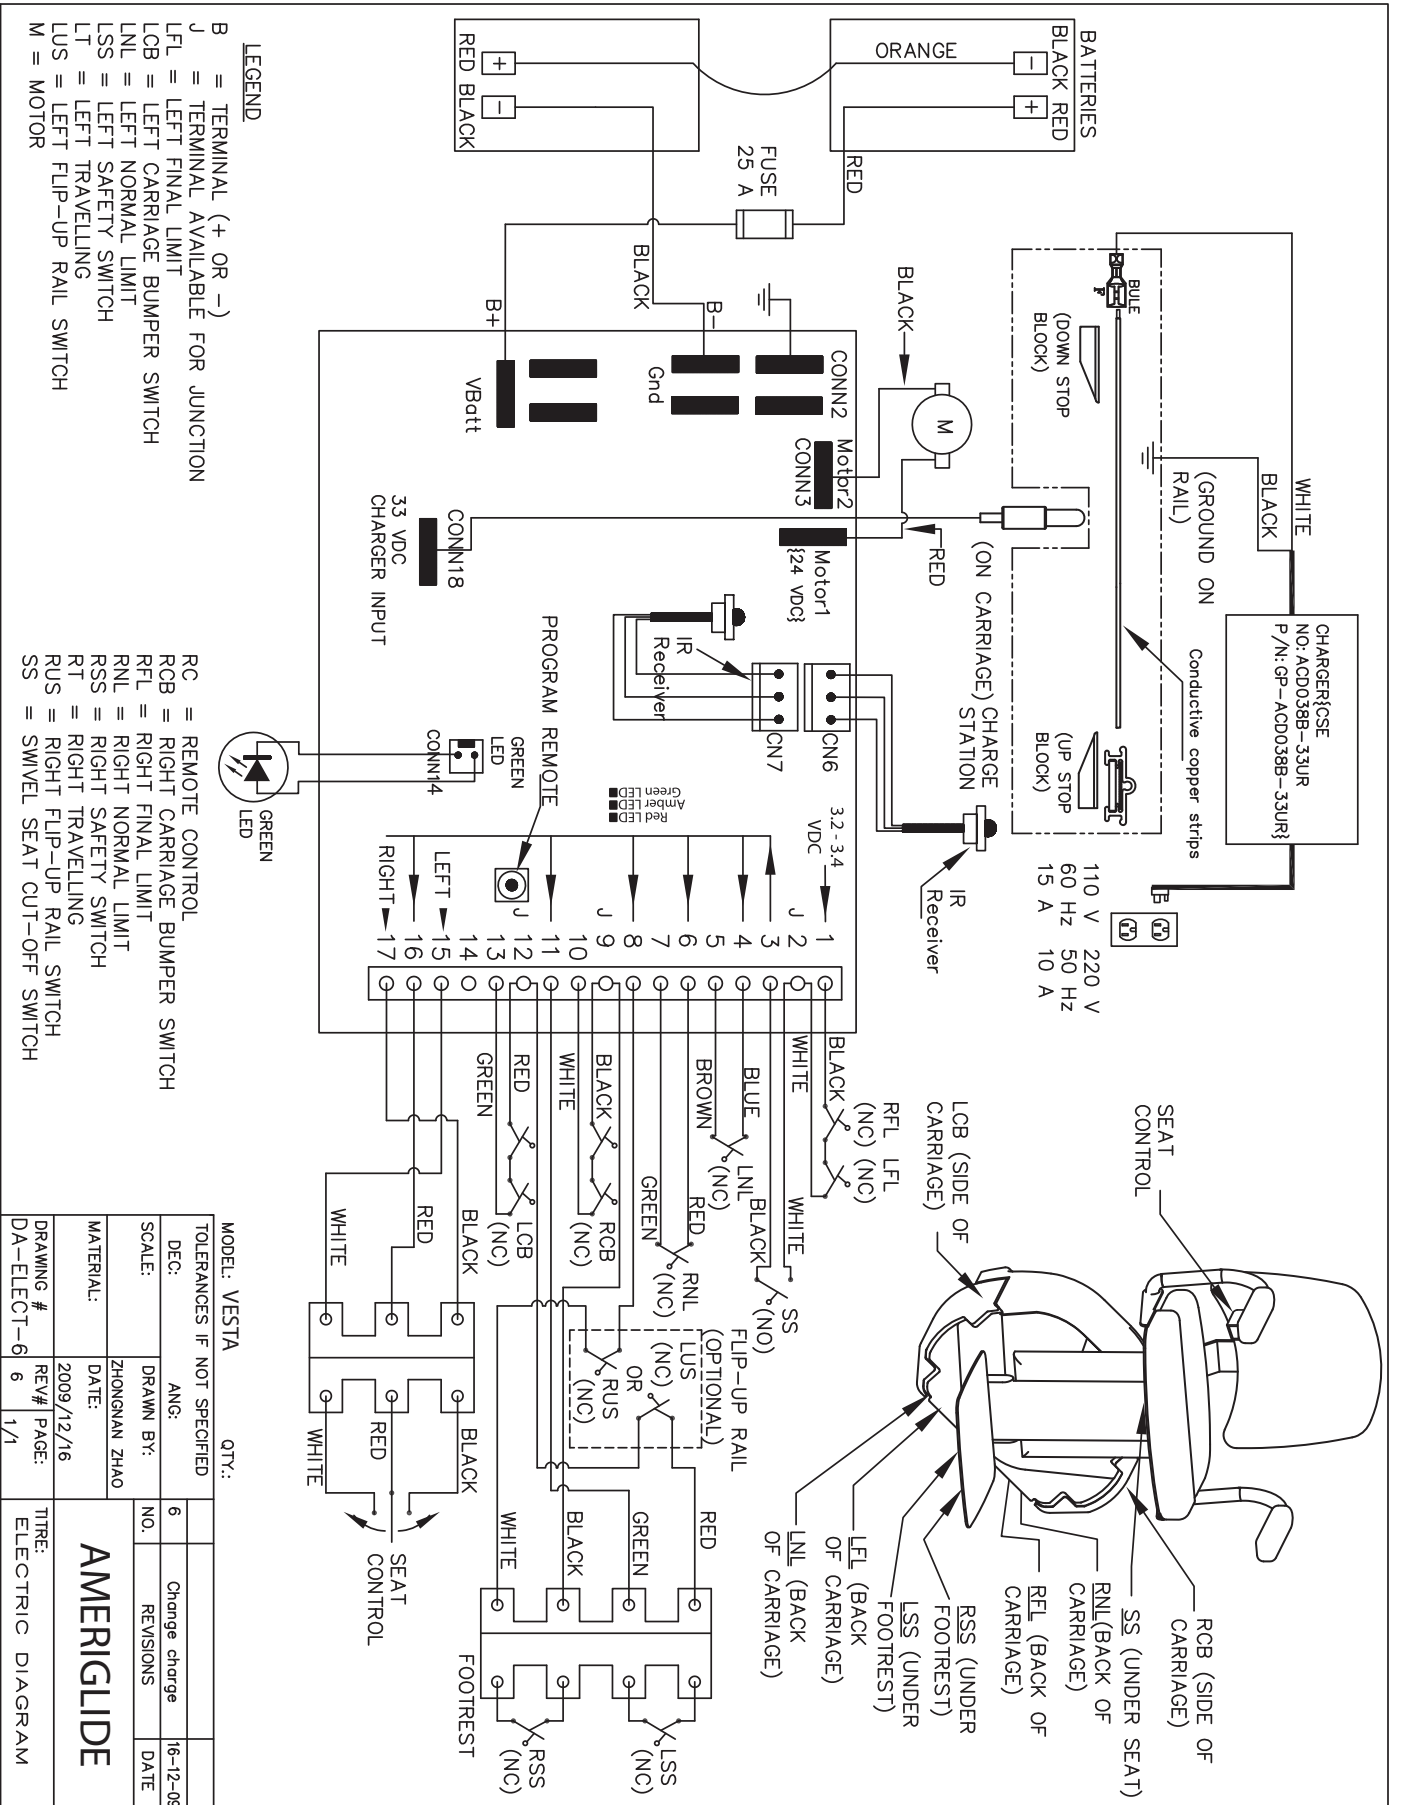 BATTERIES
BLACK RED
−
+
ORANGE
+
−
RED BLACK
RED
FUSE
25 A
BLACK
B−
B+
BLACK
M
RED
WHITE
BLACK
(GROUND ON
RAIL)
BULE
F
(DOWN STOP
BLOCK)
(UP STOP
BLOCK)
Conductive copper strips
CHARGER{CSE
NO: ACD038B−33UR
P/N: GP−ACD038B−33UR}
110 V 220 V
60 Hz 50 Hz
15 A 10 A
(ON CARRIAGE)
CHARGE
STATION
CONN2
Gnd
VBatt
Motor2
CONN3
Motor1
{24 VDC}
CONN18
33 VDC
CHARGER INPUT
IR
Receiver
CN6
CN7
IR
Receiver
PROGRAM REMOTE
GREEN
LED
CONN14
GREEN
LED
Red LED
Amber LED
Green LED
3.2 - 3.4
VDC
1
J 2
3
4
5
6
7
8
J 9
10
11
J 12
13
14
LEFT 15
16
RIGHT 17
BLACK
WHITE
RFL LFL
(NC) (NC)
WHITE
BLACK
SS
(NO)
BLUE
BROWN
LNL
(NC)
RED
GREEN
RNL
(NC)
BLACK
WHITE
RCB
(NC)
RED
GREEN
LCB
(NC)
FLIP−UP RAIL
(OPTIONAL)
LUS
(NC)
OR
RUS
(NC)
BLACK
RED
WHITE
BLACK
RED
WHITE
SEAT
CONTROL
RED
GREEN
BLACK
WHITE
FOOTREST
LSS
(NC)
RSS
(NC)
SEAT
CONTROL
LCB (SIDE OF
CARRIAGE)
RCB (SIDE OF
CARRIAGE)
SS (UNDER SEAT)
RNL(BACK OF
CARRIAGE)
RFL (BACK OF
CARRIAGE)
RSS (UNDER
FOOTREST)
LSS (UNDER
FOOTREST)
LFL (BACK
OF CARRIAGE)
LNL (BACK
OF CARRIAGE)
LEGEND
B = TERMINAL (+ OR −)
J = TERMINAL AVAILABLE FOR JUNCTION
LFL = LEFT FINAL LIMIT
LCB = LEFT CARRIAGE BUMPER SWITCH
LNL = LEFT NORMAL LIMIT
LSS = LEFT SAFETY SWITCH
LT = LEFT TRAVELLING
LUS = LEFT FLIP−UP RAIL SWITCH
M = MOTOR
RC = REMOTE CONTROL
RCB = RIGHT CARRIAGE BUMPER SWITCH
RFL = RIGHT FINAL LIMIT
RNL = RIGHT NORMAL LIMIT
RSS = RIGHT SAFETY SWITCH
RT = RIGHT TRAVELLING
RUS = RIGHT FLIP−UP RAIL SWITCH
SS = SWIVEL SEAT CUT−OFF SWITCH
MODEL: VESTA QTY.:
TOLERANCES IF NOT SPECIFIED
DEC: ANG:
SCALE: DRAWN BY:
ZHONGNAN ZHAO
MATERIAL: DATE:
2009/12/16
DRAWING # REV# PAGE:
DA−ELECT−6 6 1/1
6 Change charge 16−12−09
NO. REVISIONS DATE
AMERIGLIDE
TITRE:
ELECTRIC DIAGRAM